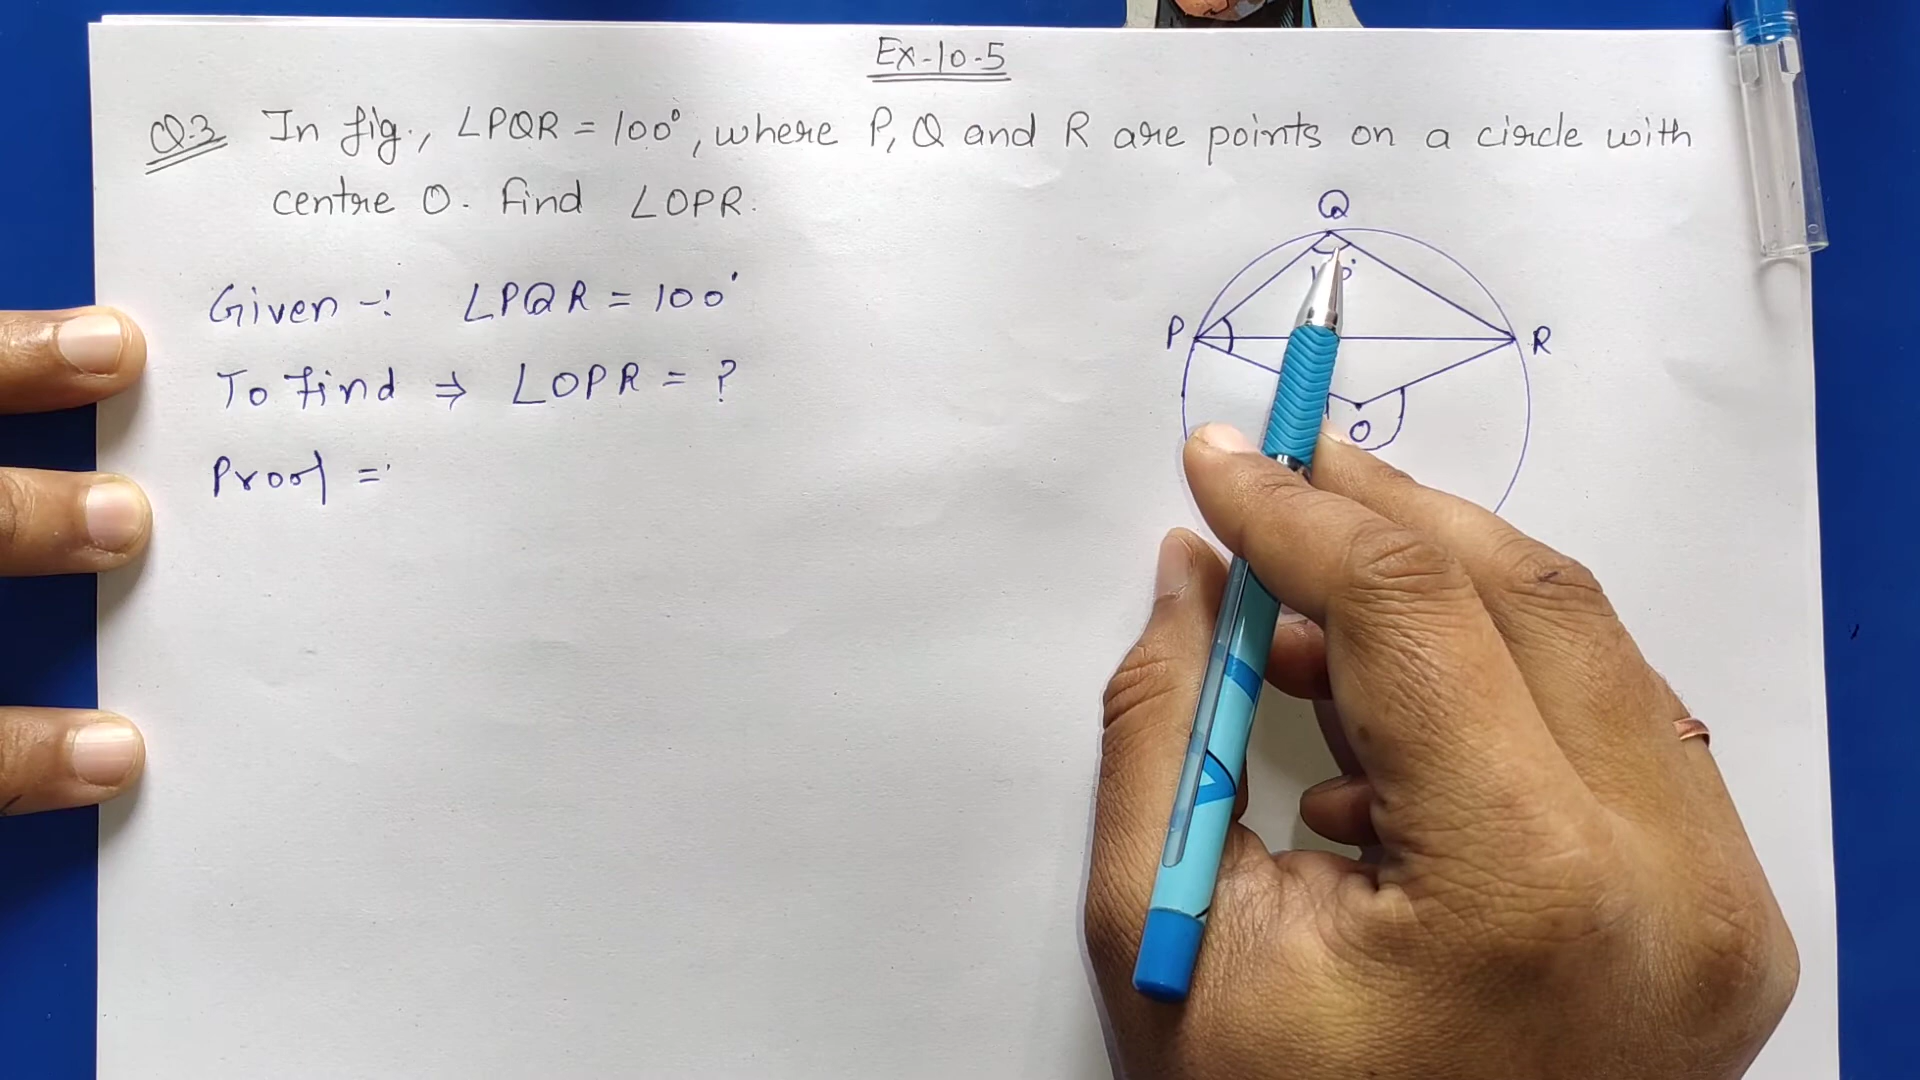 Ex-10.5
Q.3 In fig., ∠PQR = 100°, where P, Q and R are points on a circle with
centre O. Find ∠OPR.
Q
Given -: ∠PQR = 100°
P
R
To find ⇒ ∠OPR = ?
O
Proof =: